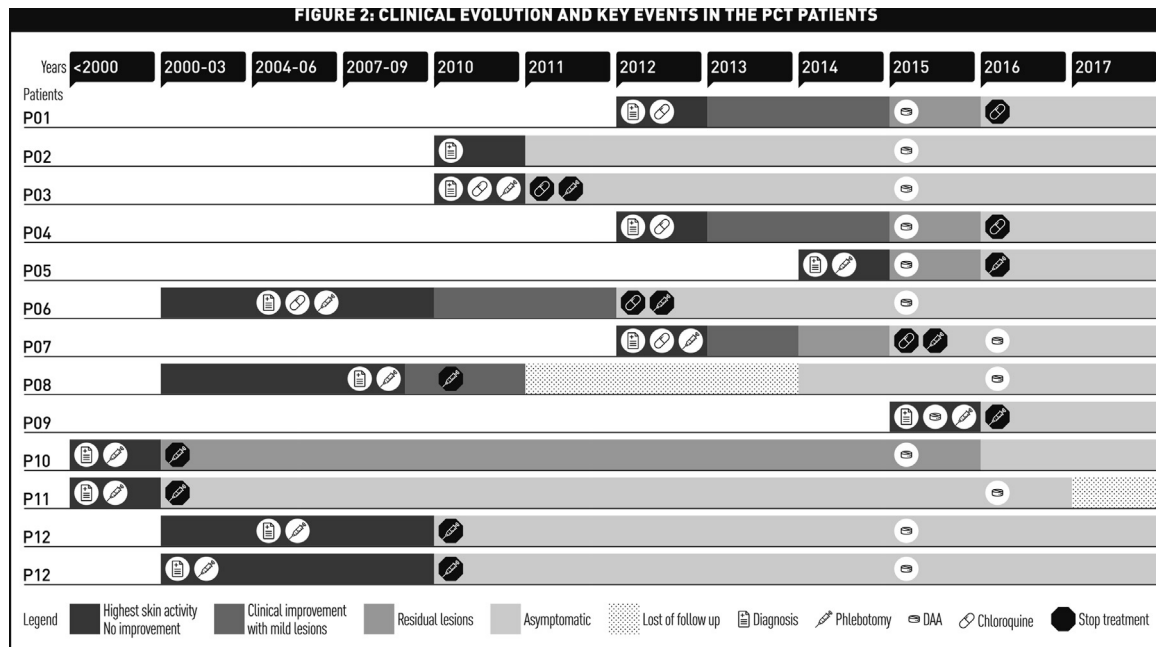 FIGURE 2: CLINICAL EVOLUTION AND KEY EVENTS IN THE PCT PATIENTS
Years <2000 2000-03 2004-06 2007-09 2010 2011 2012 2013 2014 2015 2016 2017
Patients
P01
P02
P03
P04
P05
P06
P07
P08
P09
P10
P11
P12
P12
Legend Highest skin activity Clinical improvement Residual lesions Asymptomatic Lost of follow up Diagnosis Phlebotomy DAA Chloroquine Stop treatment
No improvement with mild lesions